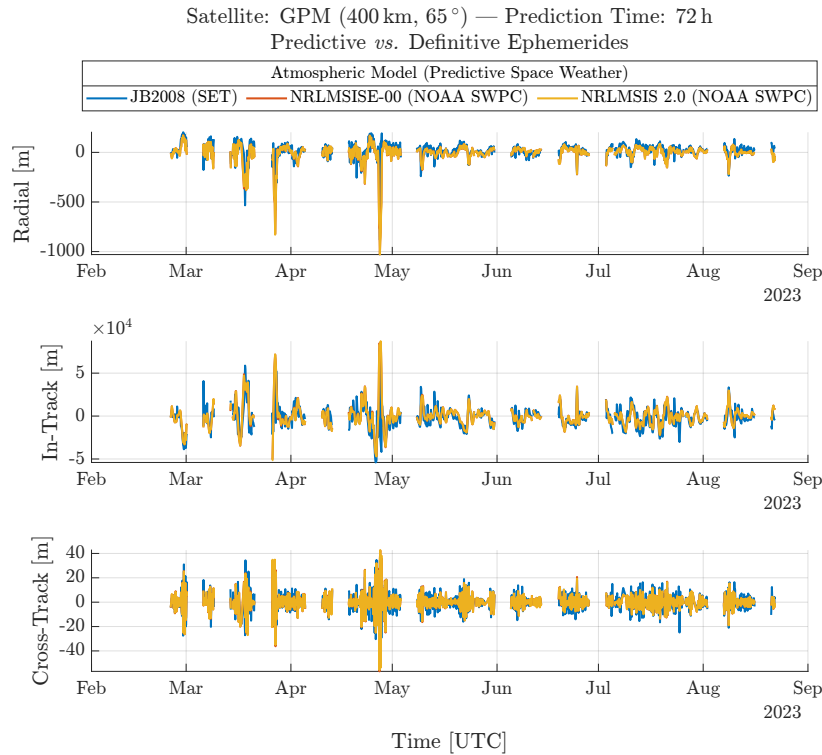 Satellite: GPM (400 km, 65°) — Prediction Time: 72 h
Predictive vs. Definitive Ephemerides
Atmospheric Model (Predictive Space Weather)
JB2008 (SET) NRLMSISE-00 (NOAA SWPC) NRLMSIS 2.0 (NOAA SWPC)
Radial [m]
0
-500
-1000
Feb Mar Apr May Jun Jul Aug Sep
2023
×10⁴
In-Track [m]
5
0
-5
Feb Mar Apr May Jun Jul Aug Sep
2023
Cross-Track [m]
40
20
0
-20
-40
Feb Mar Apr May Jun Jul Aug Sep
2023
Time [UTC]